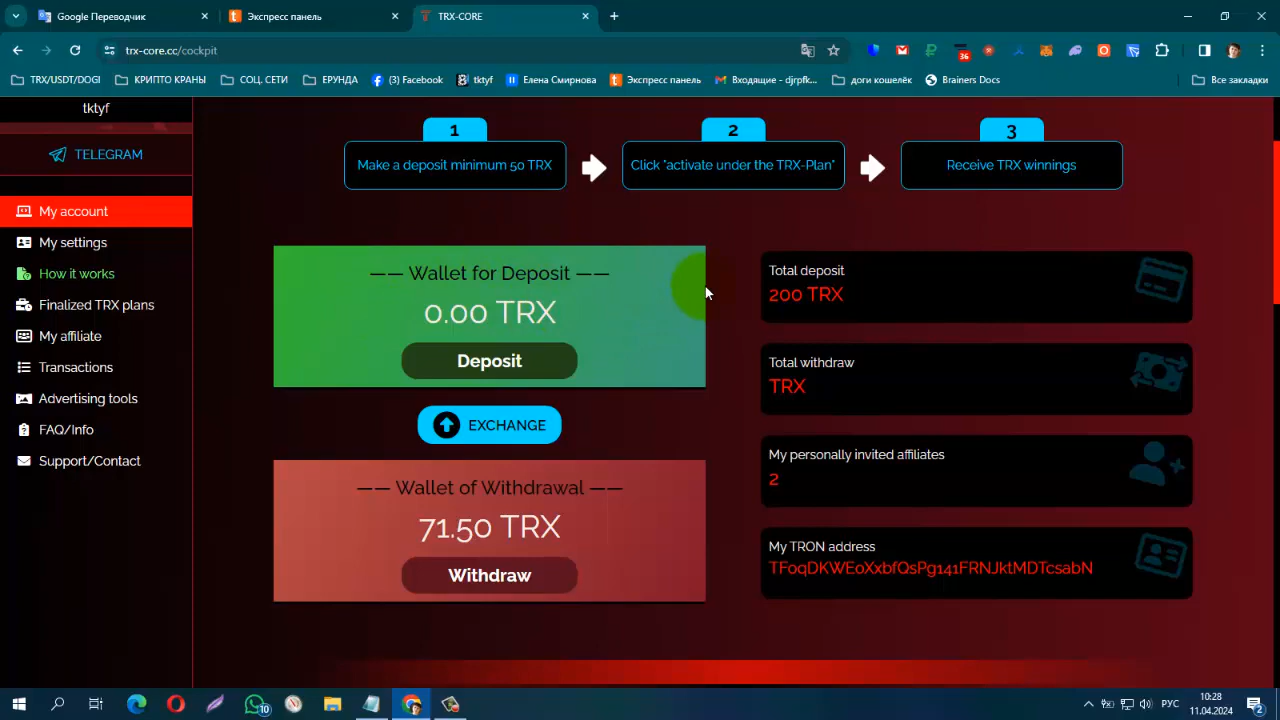 Google Переводчик
Экспресс панель
TRX-CORE
trx-core.cc/cockpit
36
TRX/USDT/DOGI
КРИПТО КРАНЫ
СОЦ. СЕТИ
ЕРУНДА
(3) Facebook
tktyf
Елена Смирнова
Экспресс панель
Входящие - djrpfk...
доги кошелёк
Brainers Docs
Все закладки
tktyf
TELEGRAM
My account
My settings
How it works
Finalized TRX plans
My affiliate
Transactions
Advertising tools
FAQ/Info
Support/Contact
1
Make a deposit minimum 50 TRX
2
Click "activate under the TRX-Plan"
3
Receive TRX winnings
—— Wallet for Deposit ——
0.00 TRX
Deposit
EXCHANGE
—— Wallet of Withdrawal ——
71.50 TRX
Withdraw
Total deposit
200 TRX
Total withdraw
TRX
My personally invited affiliates
2
My TRON address
TFoqDKWEoXxbfQsPg141FRNJktMDTcsabN
10
РУС
10:28
11.04.2024
2